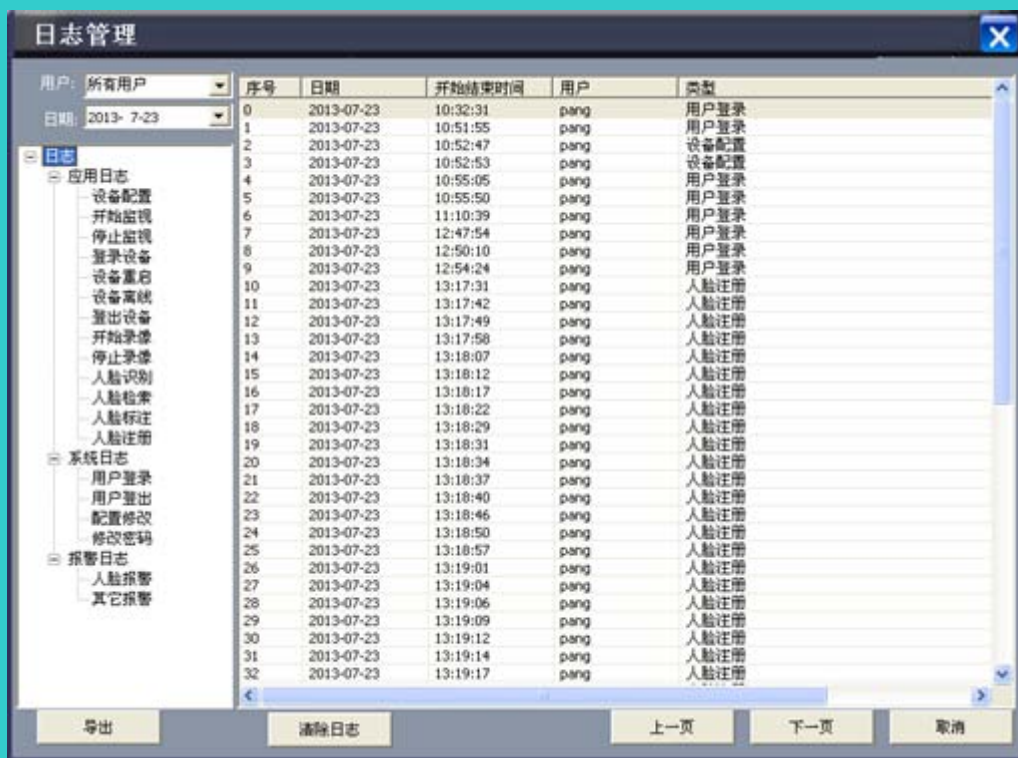 日志管理
用户: 所有用户
日期: 2013- 7-23
日志
应用日志
设备配置
开始监视
停止监视
登录设备
设备重启
设备离线
登出设备
开始录像
停止录像
人脸识别
人脸检索
人脸标注
人脸注册
系统日志
用户登录
用户登出
配置修改
修改密码
报警日志
人脸报警
其它报警
序号 日期 开始结束时间 用户 类型
0 2013-07-23 10:32:31 pang 用户登录
1 2013-07-23 10:51:55 pang 用户登录
2 2013-07-23 10:52:47 pang 设备配置
3 2013-07-23 10:52:53 pang 设备配置
4 2013-07-23 10:55:05 pang 用户登录
5 2013-07-23 10:55:50 pang 用户登录
6 2013-07-23 11:10:39 pang 用户登录
7 2013-07-23 12:47:54 pang 用户登录
8 2013-07-23 12:50:10 pang 用户登录
9 2013-07-23 12:54:24 pang 用户登录
10 2013-07-23 13:17:31 pang 人脸注册
11 2013-07-23 13:17:42 pang 人脸注册
12 2013-07-23 13:17:49 pang 人脸注册
13 2013-07-23 13:17:58 pang 人脸注册
14 2013-07-23 13:18:07 pang 人脸注册
15 2013-07-23 13:18:12 pang 人脸注册
16 2013-07-23 13:18:17 pang 人脸注册
17 2013-07-23 13:18:22 pang 人脸注册
18 2013-07-23 13:18:29 pang 人脸注册
19 2013-07-23 13:18:31 pang 人脸注册
20 2013-07-23 13:18:34 pang 人脸注册
21 2013-07-23 13:18:37 pang 人脸注册
22 2013-07-23 13:18:40 pang 人脸注册
23 2013-07-23 13:18:46 pang 人脸注册
24 2013-07-23 13:18:50 pang 人脸注册
25 2013-07-23 13:18:57 pang 人脸注册
26 2013-07-23 13:19:01 pang 人脸注册
27 2013-07-23 13:19:04 pang 人脸注册
28 2013-07-23 13:19:06 pang 人脸注册
29 2013-07-23 13:19:09 pang 人脸注册
30 2013-07-23 13:19:12 pang 人脸注册
31 2013-07-23 13:19:14 pang 人脸注册
32 2013-07-23 13:19:17 pang 人脸注册
导出 清除日志 上一页 下一页 取消